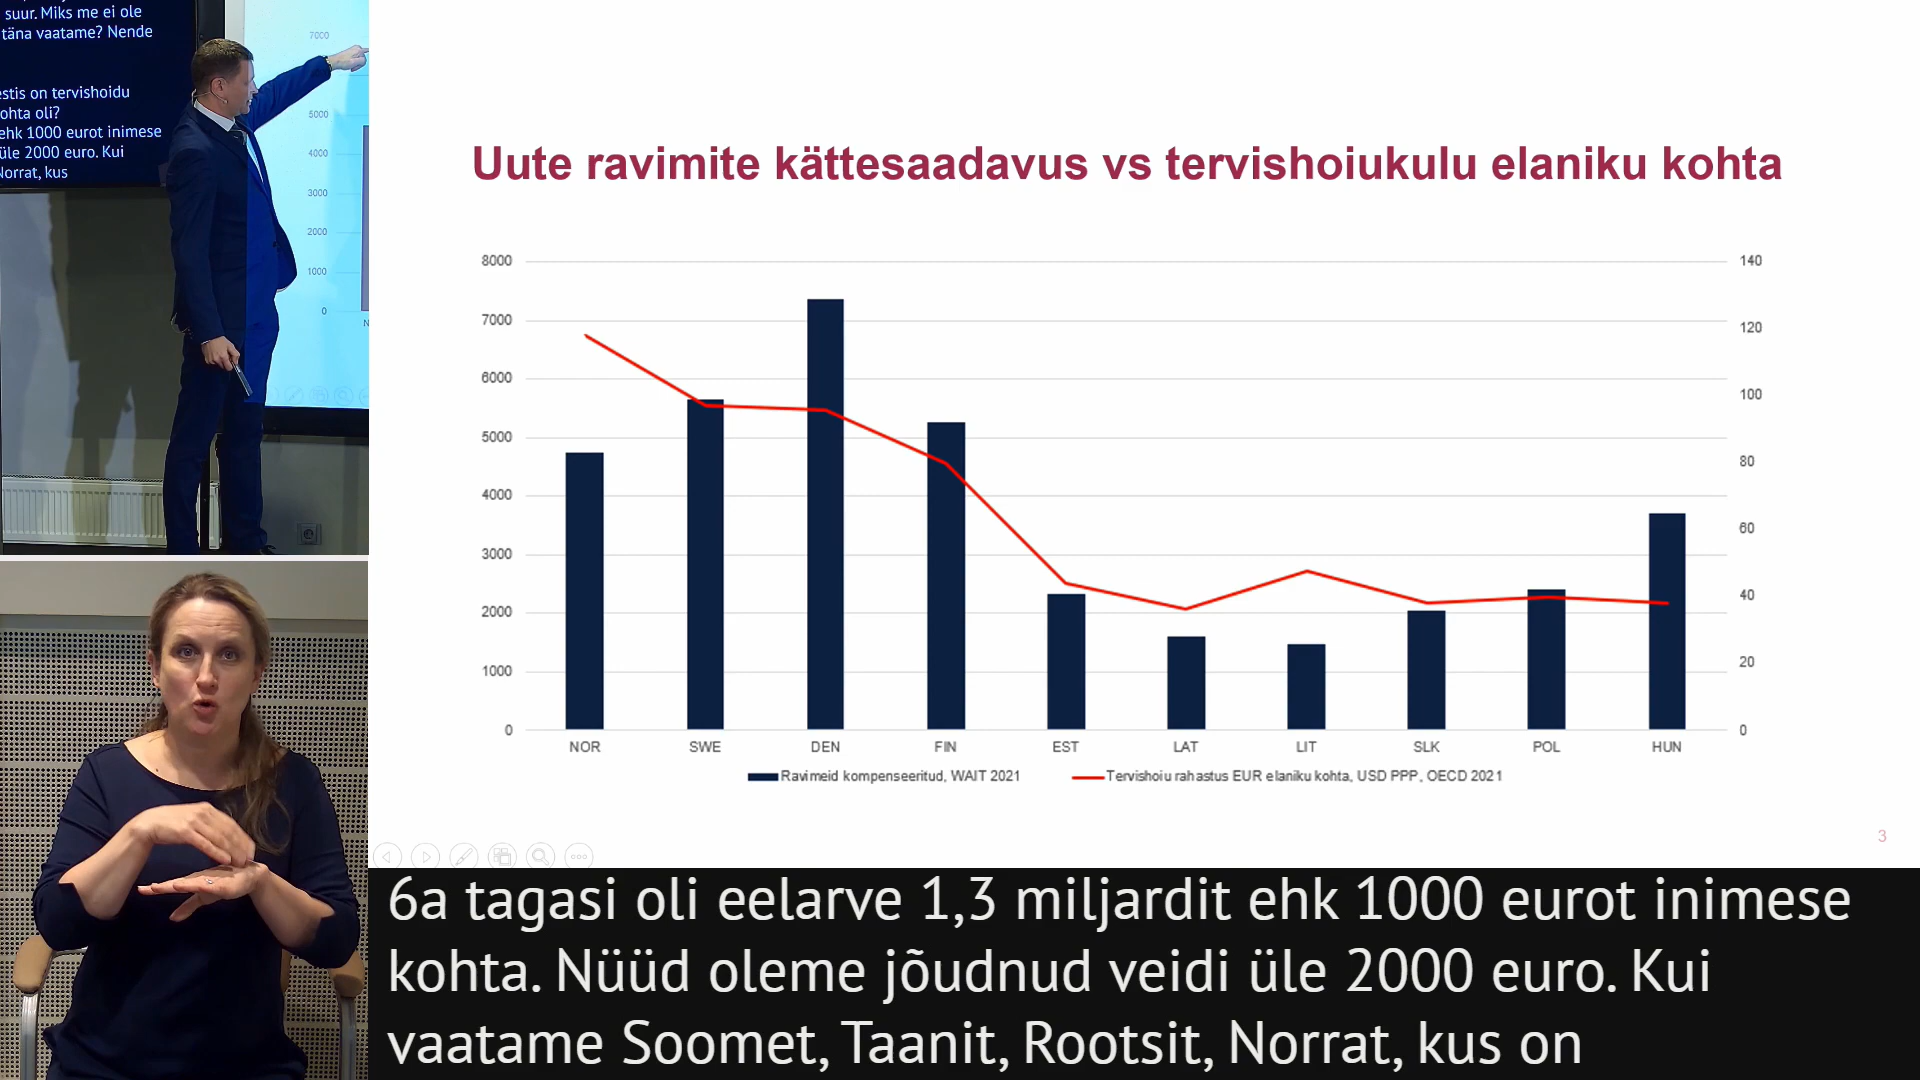 suur. Miks me ei ole
täna vaatame? Nende
estis on tervishoidu
ohta oli?
ehk 1000 eurot inimese
üle 2000 euro. Kui
Norrat, kus
7000
5000
4000
3000
2000
1000
0
N
Uute ravimite kättesaadavus vs tervishoiukulu elaniku kohta
8000
7000
6000
5000
4000
3000
2000
1000
0
140
120
100
80
60
40
20
0
NOR SWE DEN FIN EST LAT LIT SLK POL HUN
Ravimeid kompenseeritud, WAIT 2021 Tervishoiu rahastus EUR elaniku kohta, USD PPP, OECD 2021
3
6a tagasi oli eelarve 1,3 miljardit ehk 1000 eurot inimese
kohta. Nüüd oleme jõudnud veidi üle 2000 euro. Kui
vaatame Soomet, Taanit, Rootsit, Norrat, kus on